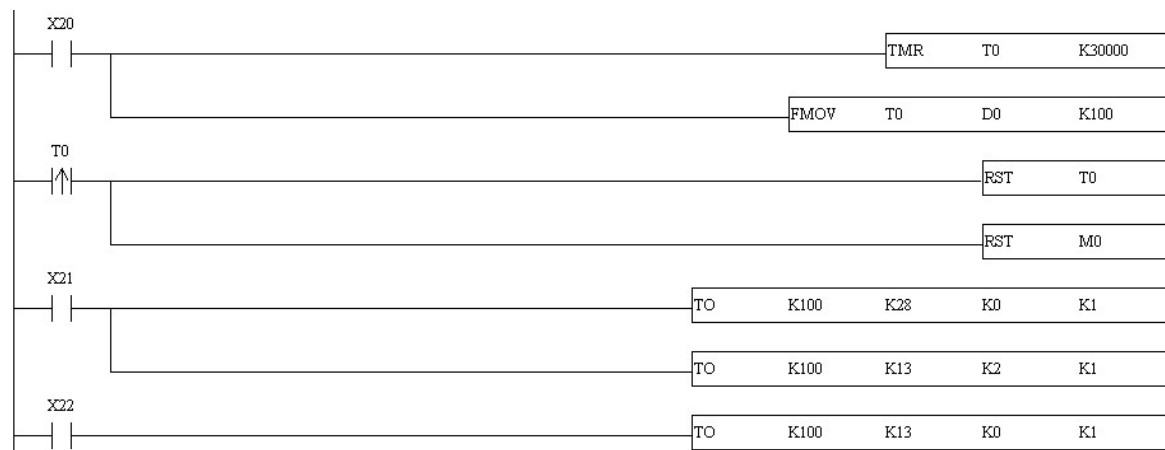 X20
TMR T0 K30000
FMOV T0 D0 K100
T0
RST T0
RST M0
X21
TO K100 K28 K0 K1
TO K100 K13 K2 K1
X22
TO K100 K13 K0 K1